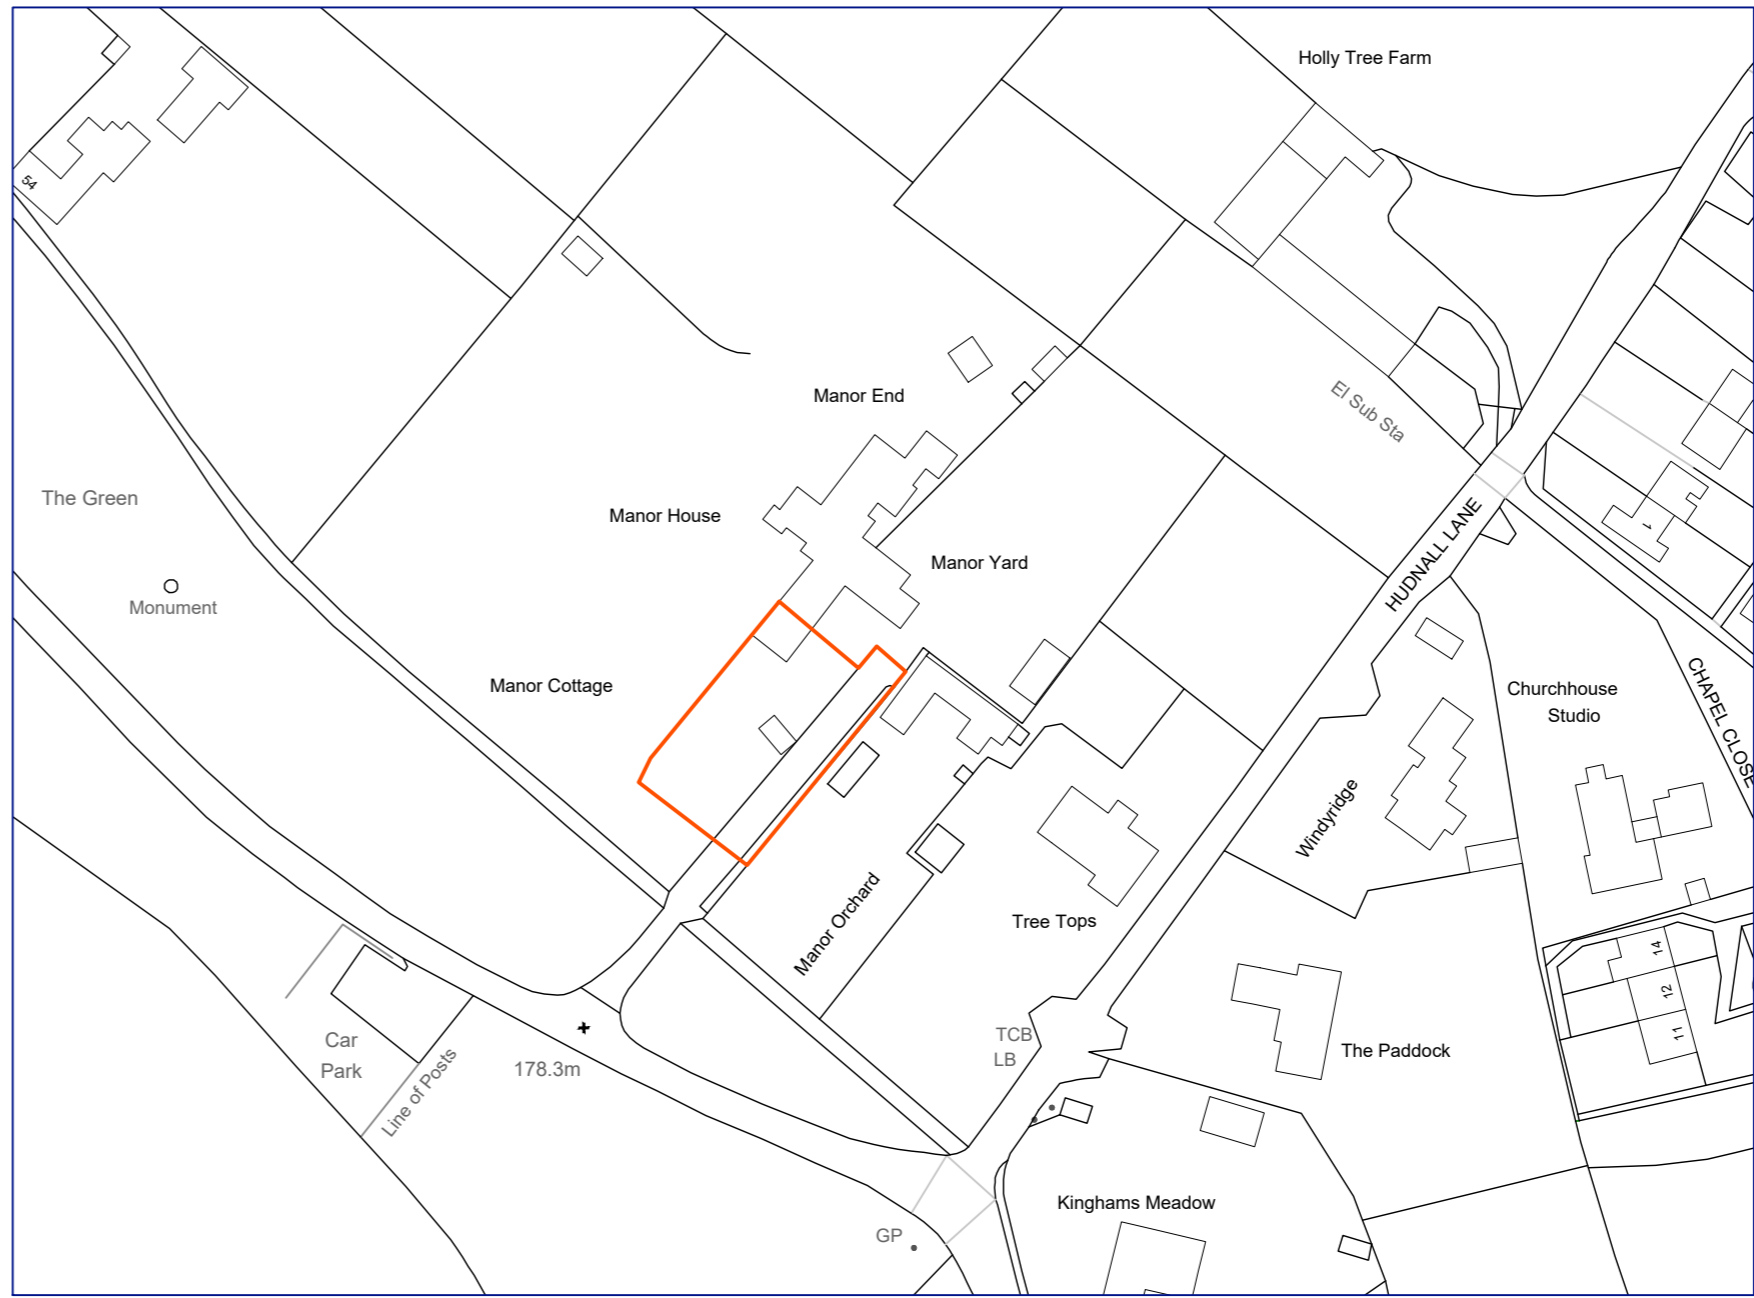 Holly Tree Farm
54
Manor End
El Sub Sta
The Green
Manor House
HUDNALL LANE
1
Manor Yard
Monument
Manor Cottage
Churchhouse
Studio
CHAPEL CLOSE
Windyridge
Manor Orchard
Tree Tops
14
12
11
Car
Park
Line of Posts
178.3m
TCB
LB
The Paddock
Kinghams Meadow
GP